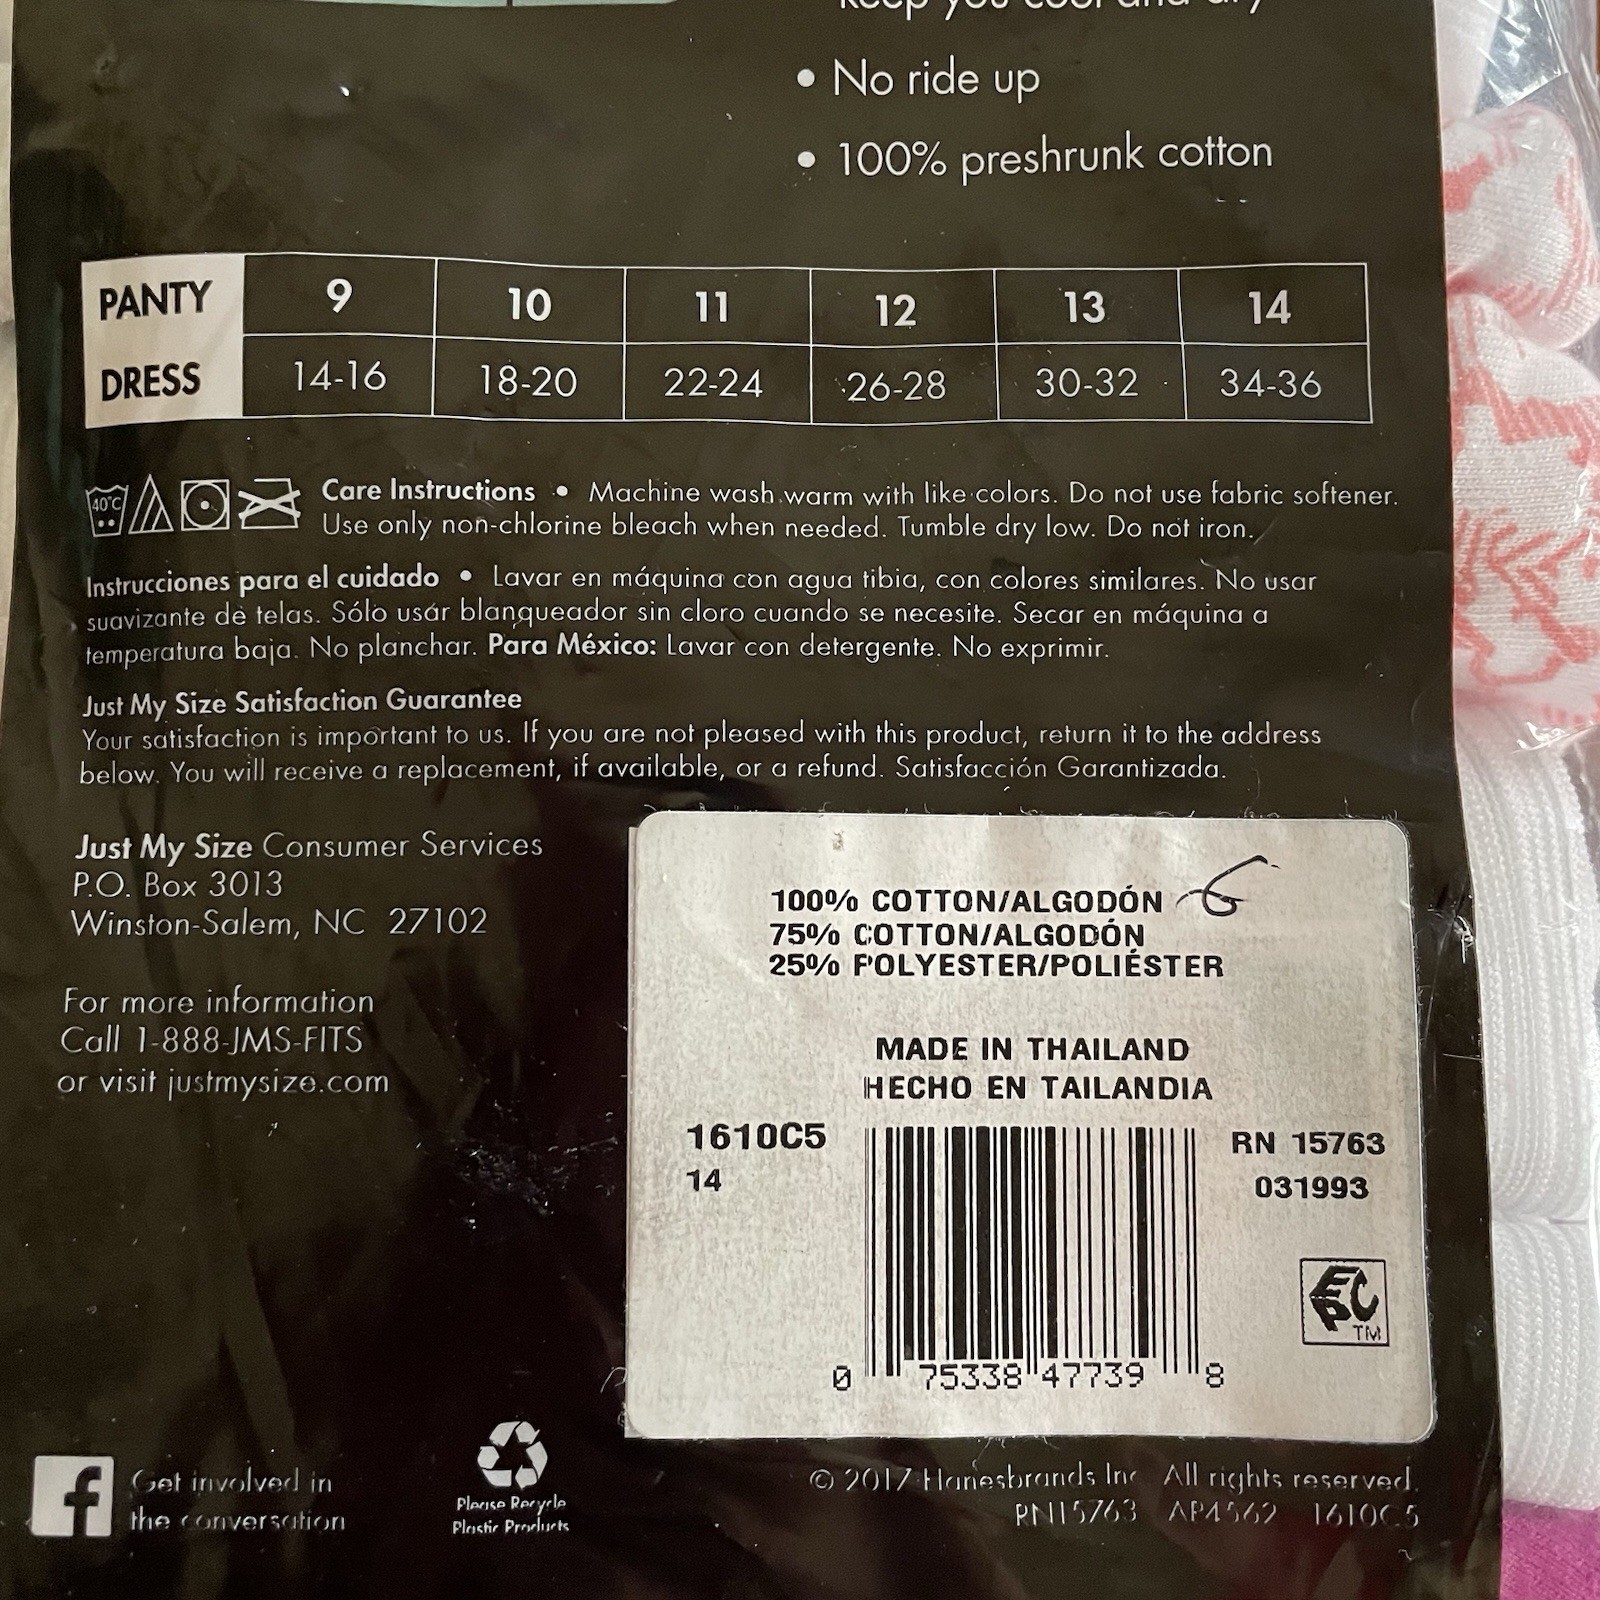 keep you cool and dry
• No ride up
• 100% preshrunk cotton
PANTY 9 10 11 12 13 14
DRESS 14-16 18-20 22-24 26-28 30-32 34-36
40°C
Care Instructions • Machine wash warm with like colors. Do not use fabric softener.
Use only non-chlorine bleach when needed. Tumble dry low. Do not iron.
Instrucciones para el cuidado • Lavar en máquina con agua tibia, con colores similares. No usar
suavizante de telas. Sólo usar blanqueador sin cloro cuando se necesite. Secar en máquina a
temperatura baja. No planchar. Para México: Lavar con detergente. No exprimir.
Just My Size Satisfaction Guarantee
Your satisfaction is important to us. If you are not pleased with this product, return it to the address
below. You will receive a replacement, if available, or a refund. Satisfacción Garantizada.
Just My Size Consumer Services
P.O. Box 3013
Winston-Salem, NC 27102
For more information
Call 1-888-JMS-FITS
or visit justmysize.com
100% COTTON/ALGODÓN
75% COTTON/ALGODÓN
25% POLYESTER/POLIÉSTER
MADE IN THAILAND
HECHO EN TAILANDIA
1610C5
14
RN 15763
031993
EPC
TM
0 75338 47739 8
f
Get involved in
the conversation
Please Recycle
Plastic Products
© 2017 Hanesbrands Inc All rights reserved.
RN15763 AP4562 1610C5